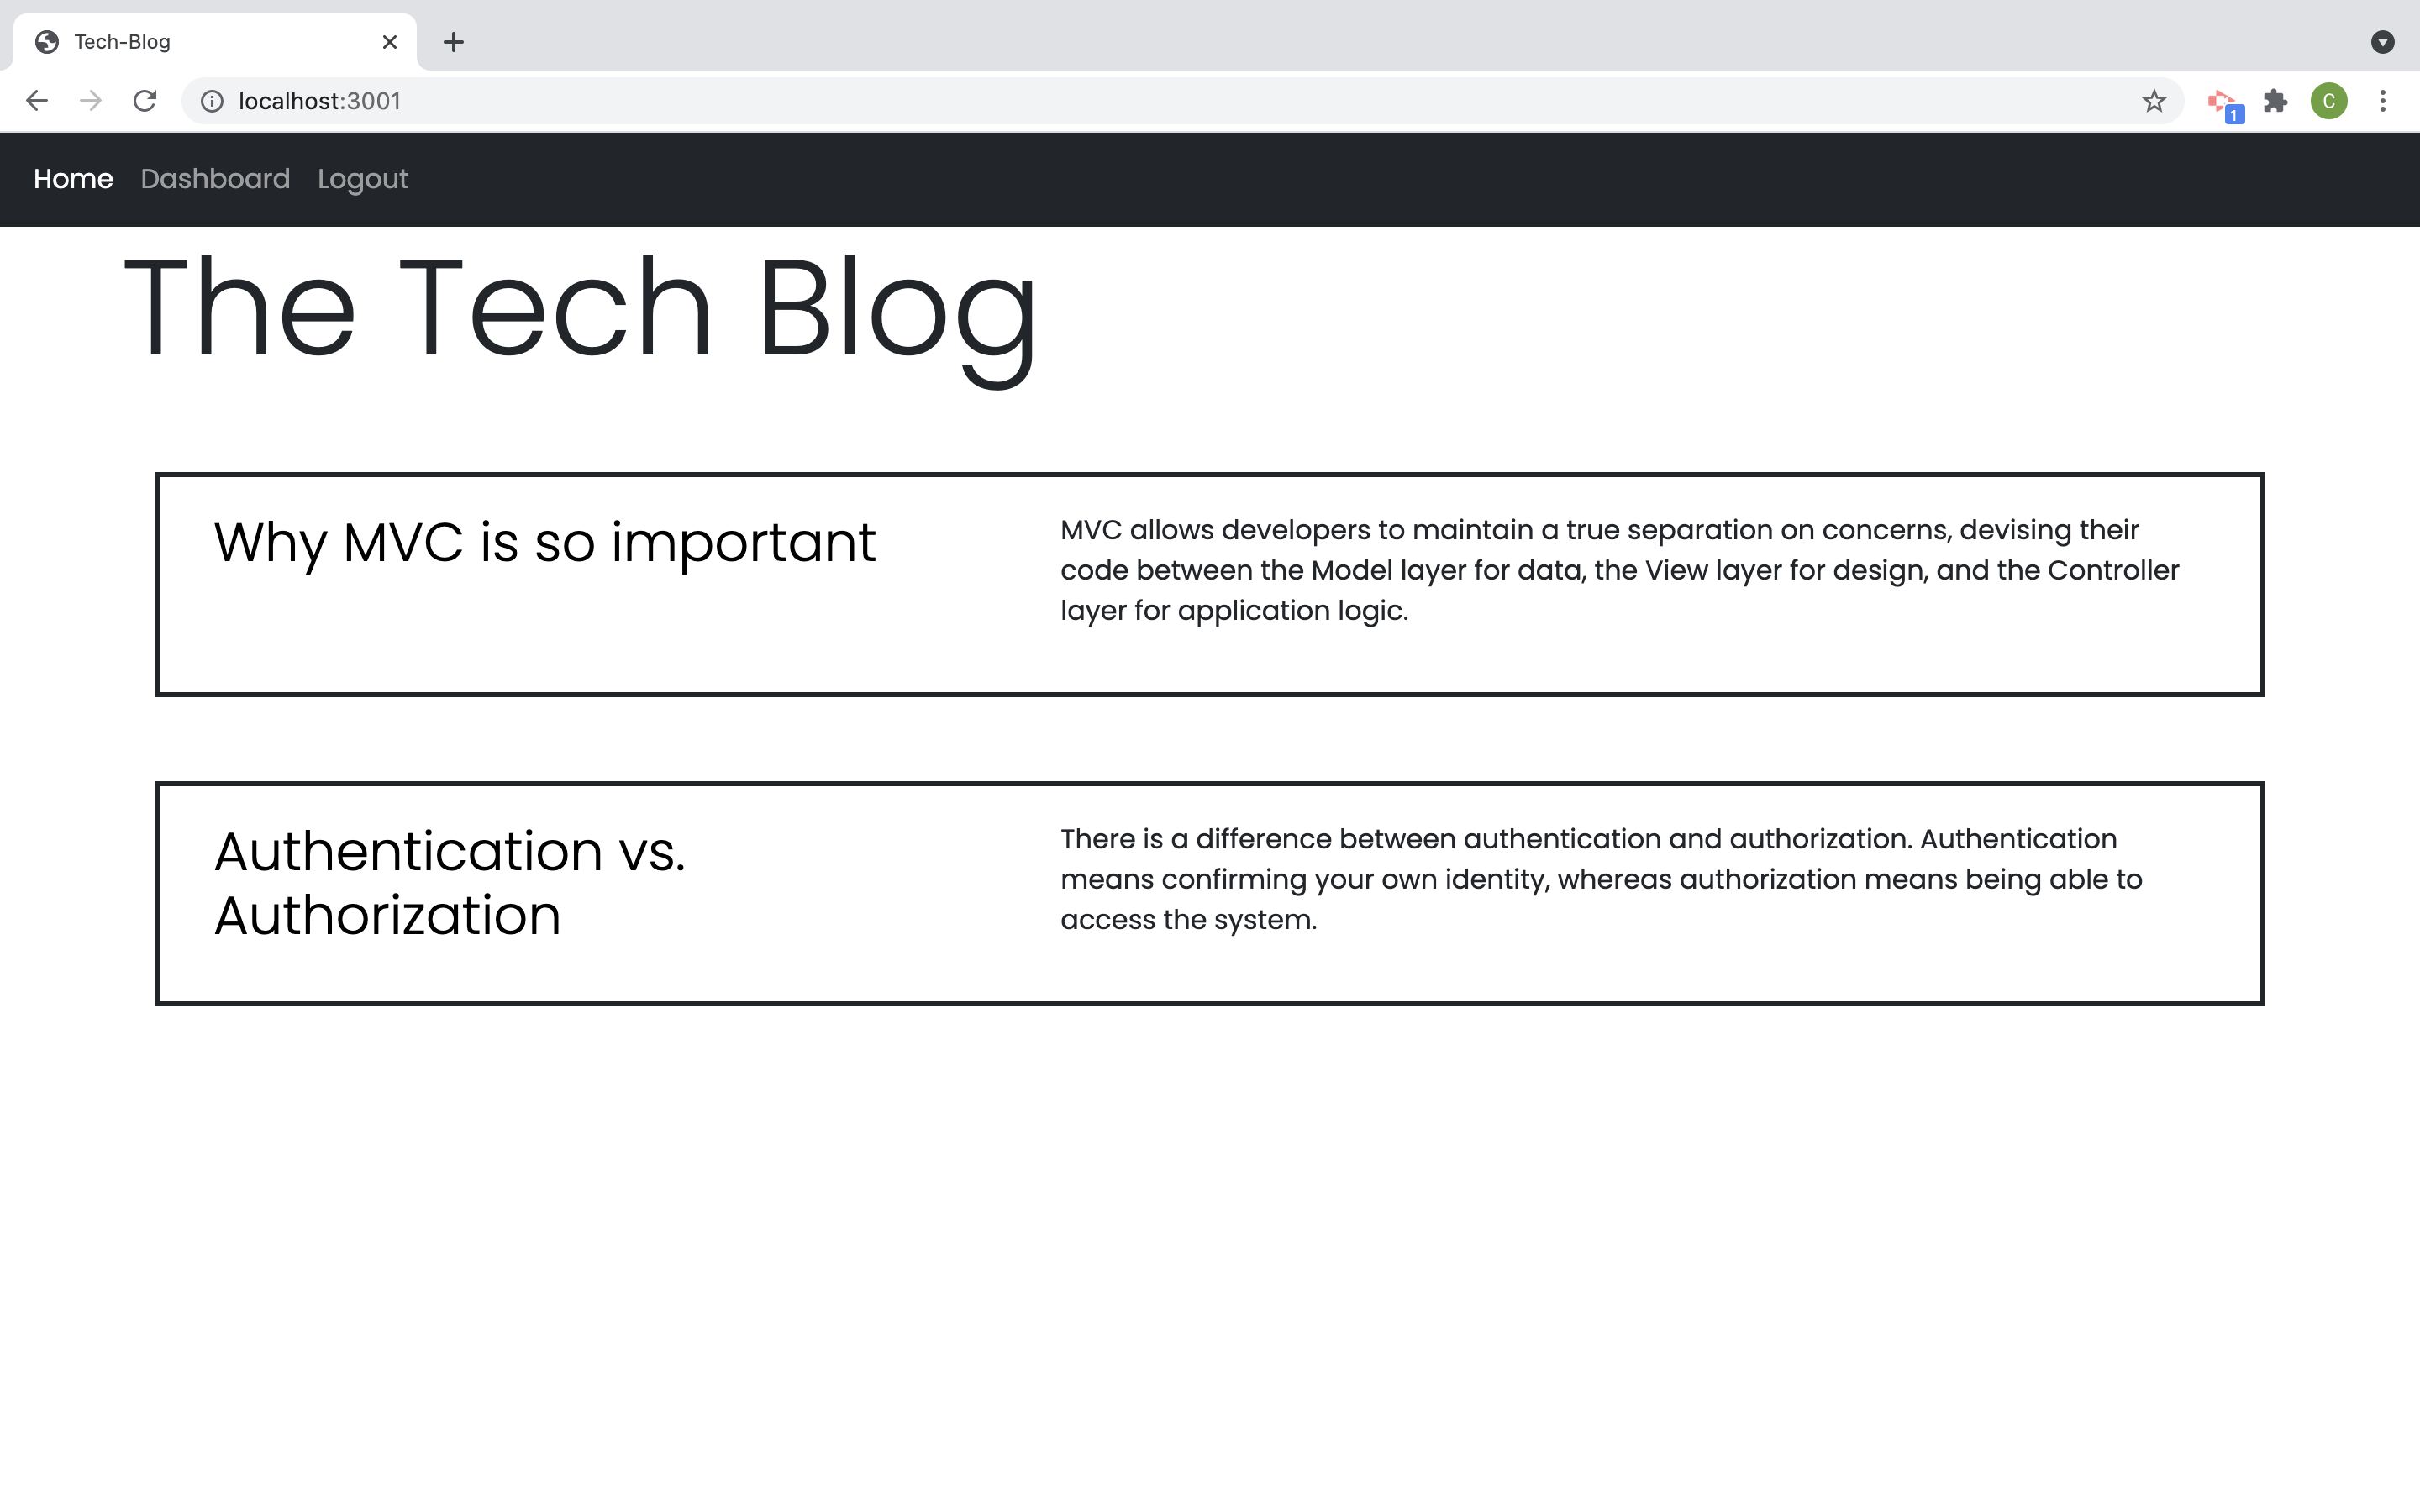 Tech-Blog
localhost:3001
C
1
Home Dashboard Logout
The Tech Blog
Why MVC is so important
MVC allows developers to maintain a true separation on concerns, devising their
code between the Model layer for data, the View layer for design, and the Controller
layer for application logic.
Authentication vs.
Authorization
There is a difference between authentication and authorization. Authentication
means confirming your own identity, whereas authorization means being able to
access the system.